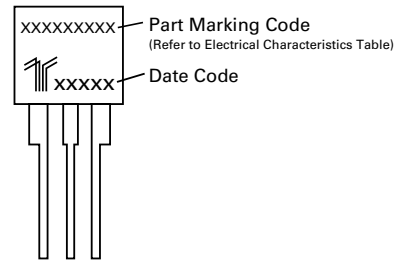 XXXXXXXXX
Part Marking Code
(Refer to Electrical Characteristics Table)
XXXXX
Date Code